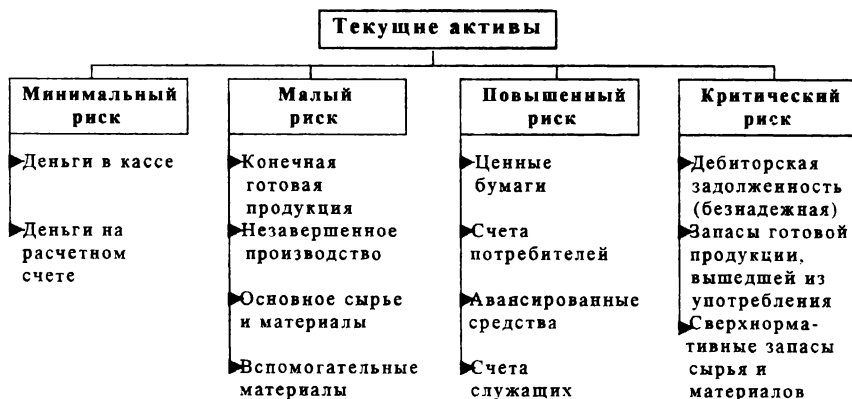 Текущие активы
Минимальный
риск
Деньги в кассе
Деньги на
расчетном
счете
Малый
риск
Конечная
готовая
продукция
Незавершенное
производство
Основное сырье
и материалы
Вспомогательные
материалы
Повышенный
риск
Ценные
бумаги
Счета
потребителей
Авансированные
средства
Счета
служащих
Критический
риск
Дебиторская
задолженность
(безнадежная)
Запасы готовой
продукции,
вышедшей из
употребления
Сверхнорма-
тивные запасы
сырья и
материалов